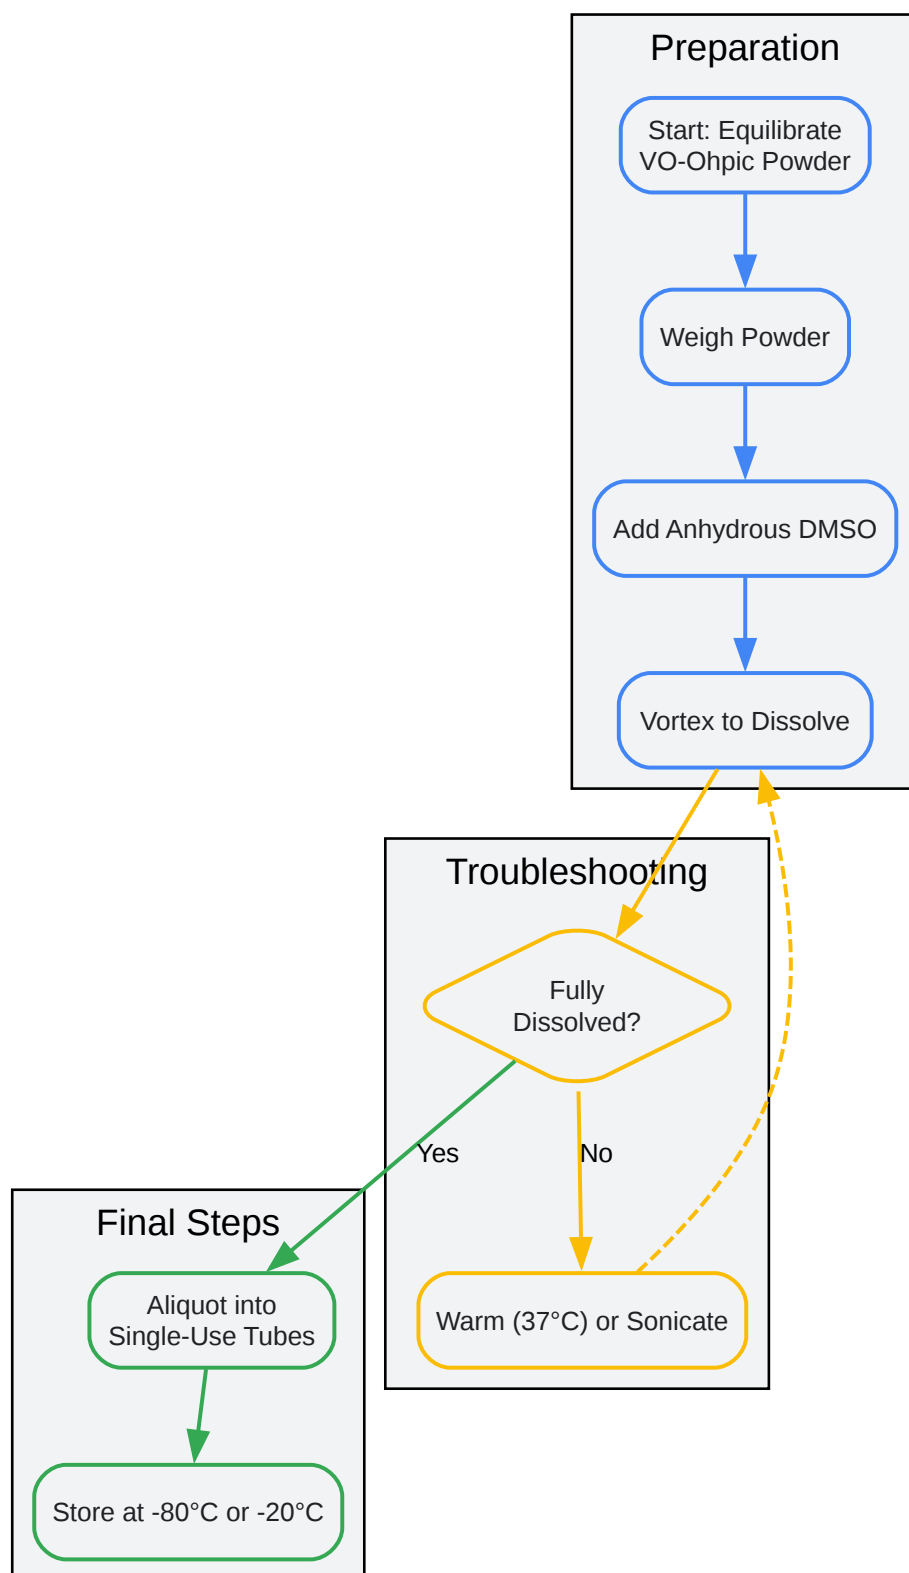 Preparation
Start: Equilibrate
VO-Ohpic Powder
Weigh Powder
Add Anhydrous DMSO
Vortex to Dissolve
Troubleshooting
Fully
Dissolved?
Yes
No
Warm (37°C) or Sonicate
Final Steps
Aliquot into
Single-Use Tubes
Store at -80°C or -20°C